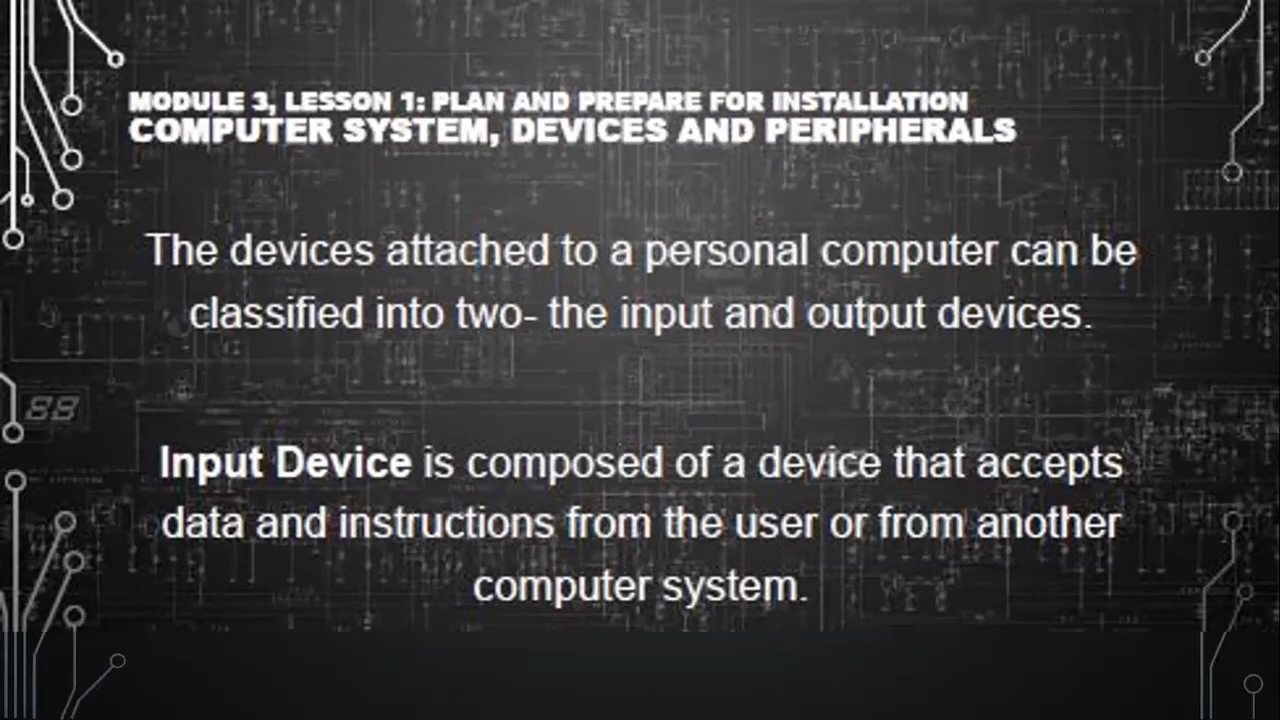 MODULE 3, LESSON 1: PLAN AND PREPARE FOR INSTALLATION
COMPUTER SYSTEM, DEVICES AND PERIPHERALS
The devices attached to a personal computer can be
classified into two- the input and output devices.
88
Input Device is composed of a device that accepts
data and instructions from the user or from another
computer system.